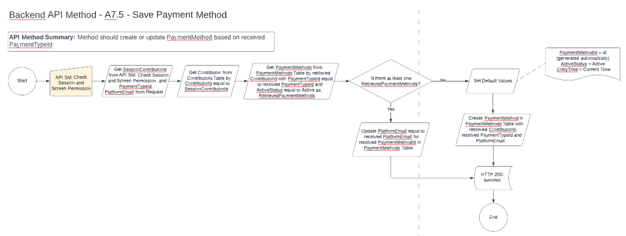 Backend API Method - A7.5 - Save Payment Method
API Method Summary: Method should create or update PaymentMethod based on received
PaymentTypeId
Start
API SM: Check
Session and
Screen Permission
Get SessionContributorId
from API SM: Check Session
and Screen Permission and
PaymentTypeId,
PlatformEmail from Request
Get Contributor from
Contributors Table by
ContributorId equal to
SessionContributorId
Get PaymentMethods from
PaymentMethods Table by retrieved
ContributorId with PaymentTypeId equal
to received PaymentTypeId and
ActiveStatus equal to Active as
RetrievedPaymentMethods
Is there at least one
RetrievedPaymentMethods?
No
Yes
Set Default Values
PaymentMethodId = Id
(generated automatically)
ActiveStatus = Active
EntryTime = Current Time
Update PlatformEmail equal to
received PlatformEmail for
received PaymentMethodId in
PaymentMethods Table
Create PaymentMethod in
PaymentMethods Table with
retrieved ContributorId,
received PaymentTypeId and
PlatformEmail
HTTP 201:
success
End